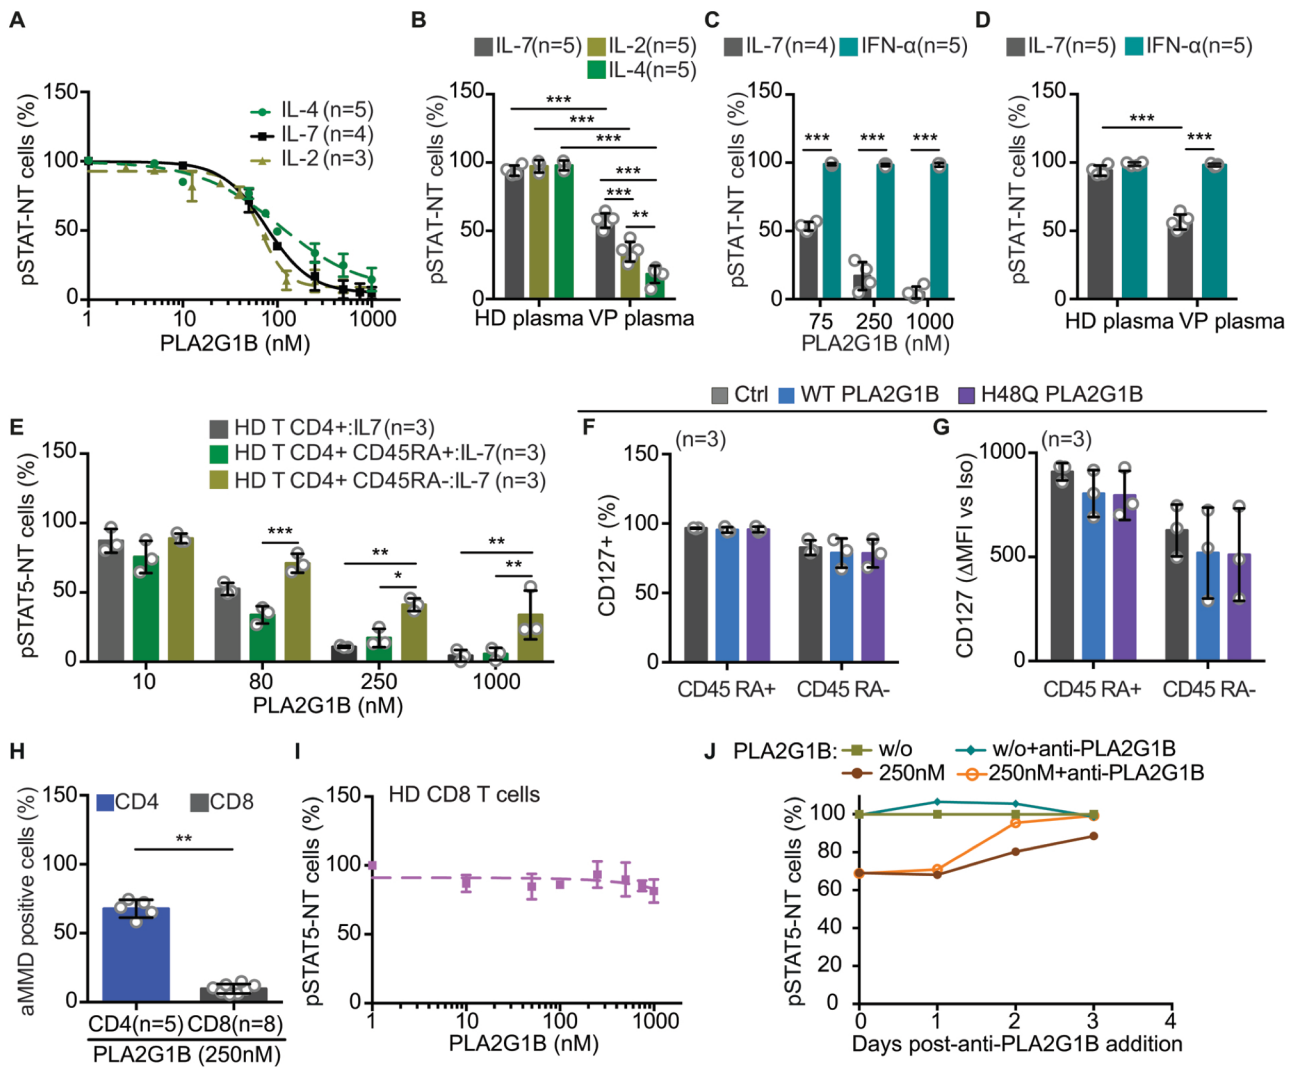 A
IL-4 (n=5)
IL-7 (n=4)
IL-2 (n=3)
pSTAT-NT cells (%)
150
100
50
0
1 10 100 1000
PLA2G1B (nM)
B
IL-7(n=5) IL-2(n=5)
IL-4(n=5)
pSTAT-NT cells (%)
150
100
50
0
***
***
***
***
***
**
HD plasma VP plasma
C
IL-7(n=4) IFN-α(n=5)
pSTAT-NT cells (%)
150
100
50
0
*** *** ***
75 250 1000
PLA2G1B (nM)
D
IL-7(n=5) IFN-α(n=5)
pSTAT-NT cells (%)
150
100
50
0
***
***
HD plasma VP plasma
E
HD T CD4+:IL7(n=3)
HD T CD4+ CD45RA+:IL-7(n=3)
HD T CD4+ CD45RA-:IL-7 (n=3)
pSTAT5-NT cells (%)
150
100
50
0
***
**
*
**
**
10 80 250 1000
PLA2G1B (nM)
Ctrl WT PLA2G1B H48Q PLA2G1B
F
(n=3)
CD127+ (%)
150
100
50
0
CD45 RA+ CD45 RA-
G
(n=3)
CD127 (ΔMFI vs Iso)
1000
500
0
CD45 RA+ CD45 RA-
H
CD4 CD8
aMMD positive cells (%)
150
100
50
0
**
CD4(n=5) CD8(n=8)
PLA2G1B (250nM)
I
HD CD8 T cells
pSTAT5-NT cells (%)
150
100
50
0
1 10 100 1000
PLA2G1B (nM)
J
PLA2G1B: w/o w/o+anti-PLA2G1B
250nM 250nM+anti-PLA2G1B
pSTAT5-NT cells (%)
100
80
60
40
20
0
0 1 2 3 4
Days post-anti-PLA2G1B addition